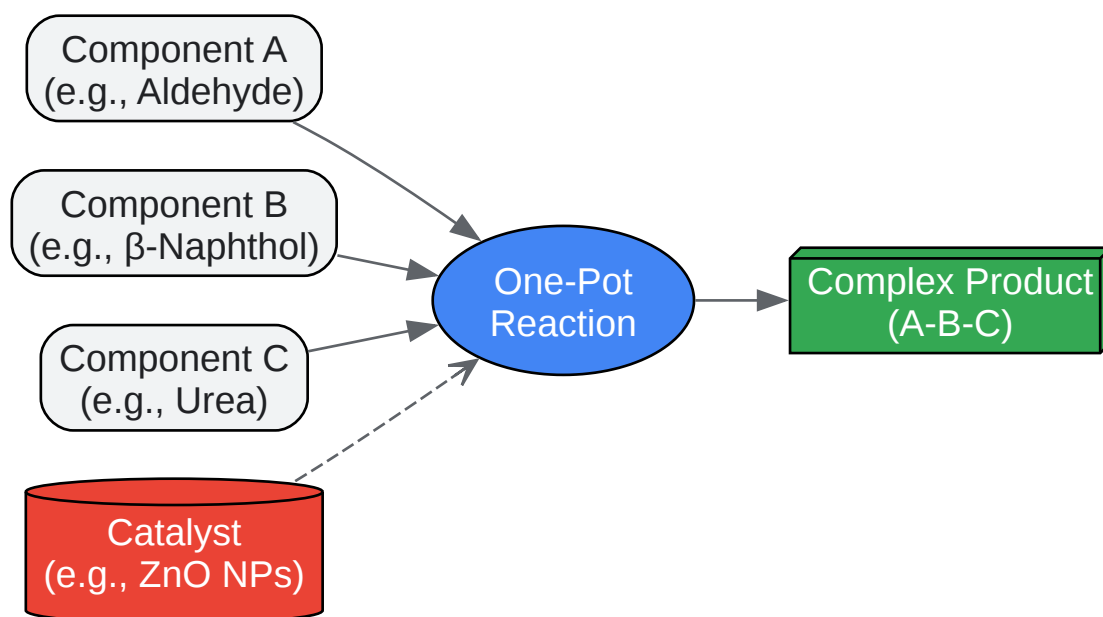 Component A
(e.g., Aldehyde)
Component B
(e.g., β-Naphthol)
Component C
(e.g., Urea)
Catalyst
(e.g., ZnO NPs)
One-Pot
Reaction
Complex Product
(A-B-C)